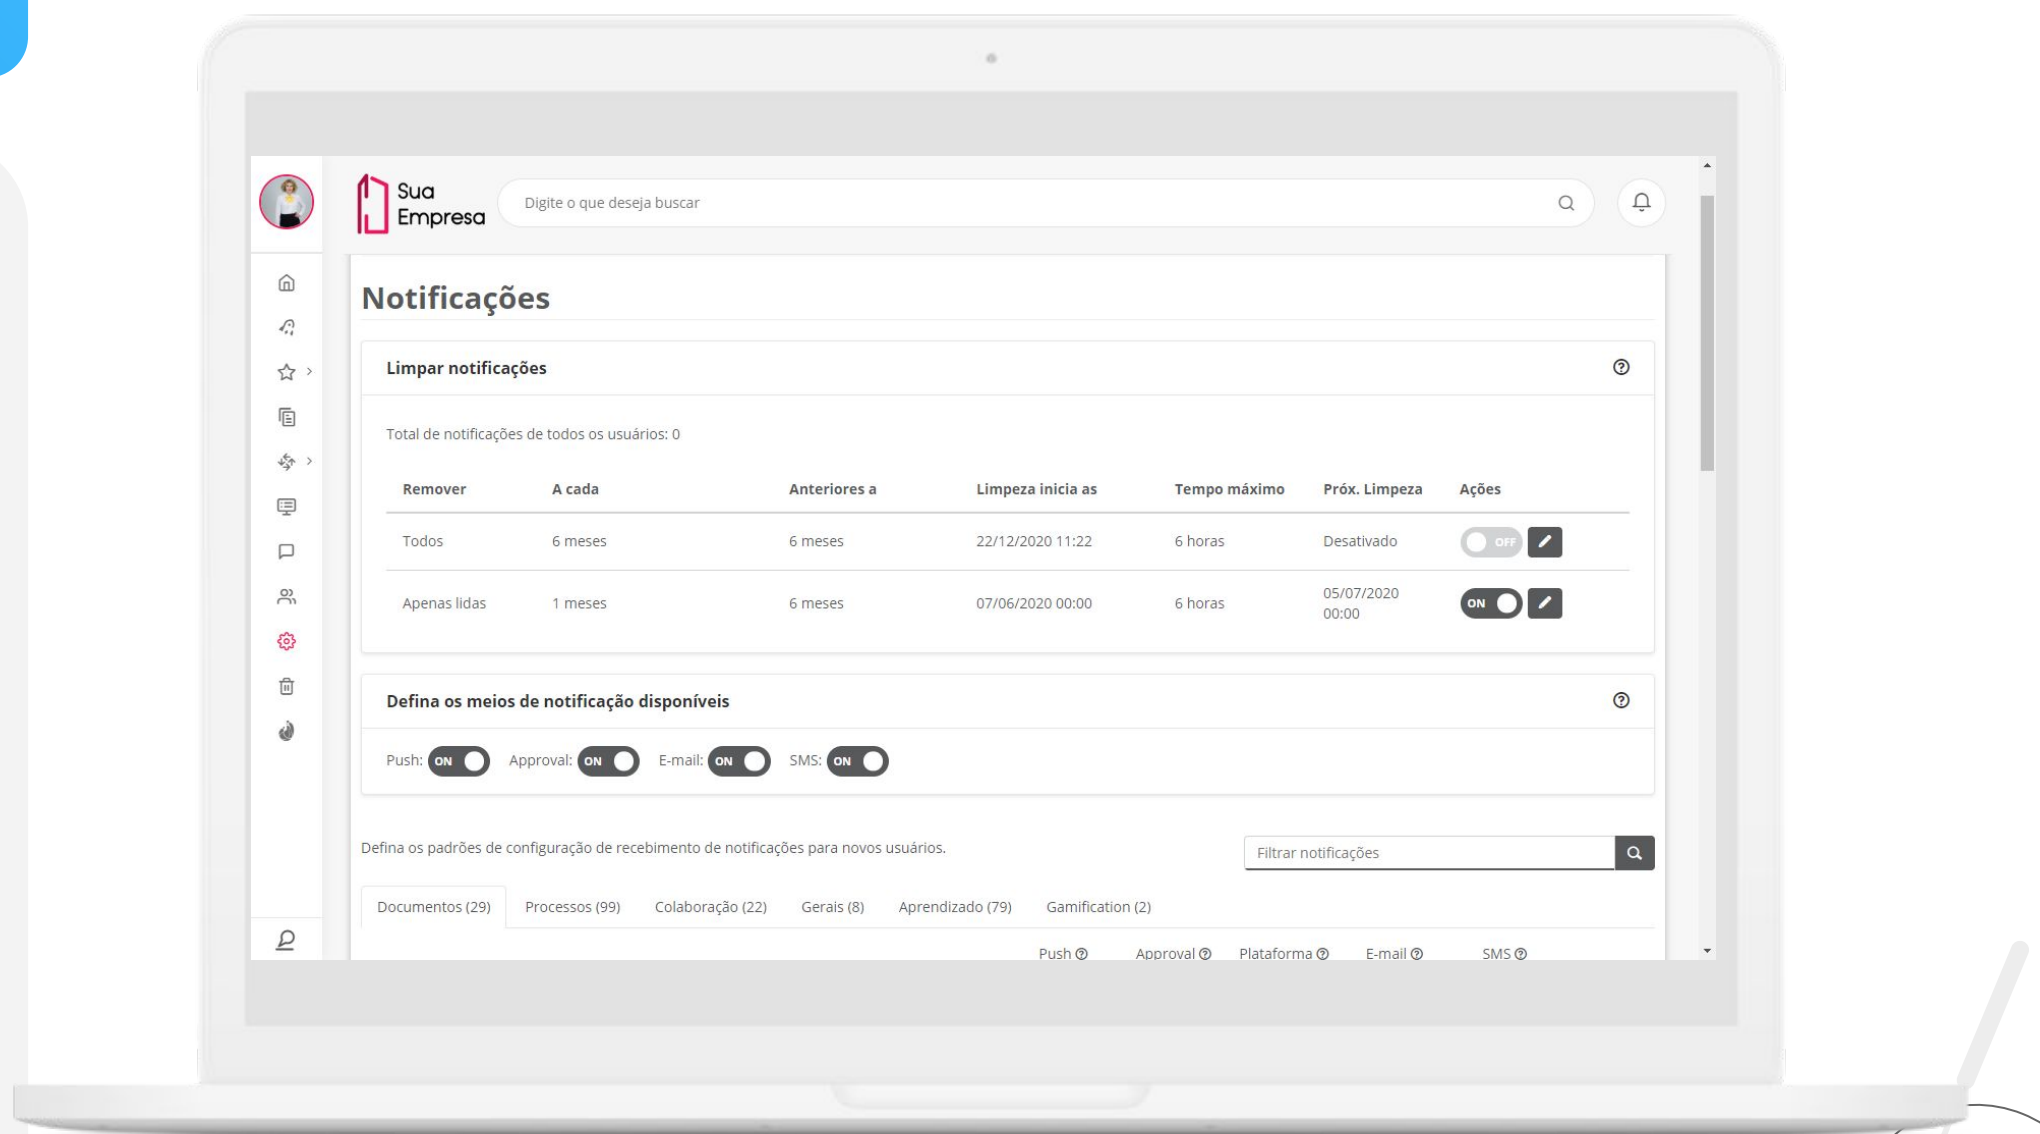 Sua
Empresa
Digite o que deseja buscar
Notificações
Limpar notificações
Total de notificações de todos os usuários: 0
Remover A cada Anteriores a Limpeza inicia as Tempo máximo Próx. Limpeza Ações
Todos 6 meses 6 meses 22/12/2020 11:22 6 horas Desativado OFF
Apenas lidas 1 meses 6 meses 07/06/2020 00:00 6 horas 05/07/2020 00:00 ON
Defina os meios de notificação disponíveis
Push: ON Approval: ON E-mail: ON SMS: ON
Defina os padrões de configuração de recebimento de notificações para novos usuários.
Filtrar notificações
Documentos (29) Processos (99) Colaboração (22) Gerais (8) Aprendizado (79) Gamification (2)
Push Approval Plataforma E-mail SMS